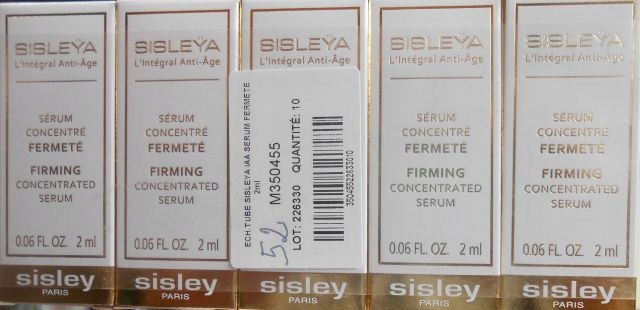 SISLEŸA
L'Intégral Anti-Âge
SÉRUM
CONCENTRÉ
FERMETÉ
FIRMING
CONCENTRATED
SERUM
0.06 FL. OZ. 2 ml
sisley
PARIS
SISLEŸA
L'Intégral Anti-Âge
SÉRUM
CONCENTRÉ
FERMETÉ
FIRMING
CONCENTRATED
SERUM
0.06 FL. OZ. 2 ml
sisley
PARIS
SISLEŸA
L'Intégral Anti-Âge
ECH.TUBE SISLEYA IAA SERUM FERMETE
2ml
M350455
LOT: 226330 QUANTITÉ: 10
52
sisley
PARIS
SISLEŸA
L'Intégral Anti-Âge
SÉRUM
CONCENTRÉ
FERMETÉ
FIRMING
CONCENTRATED
SERUM
0.06 FL. OZ. 2 ml
sisley
PARIS
SISLEŸA
L'Intégral Anti-Âge
SÉRUM
CONCENTRÉ
FERMETÉ
FIRMING
CONCENTRATED
SERUM
0.06 FL. OZ. 2 ml
sisley
PARIS